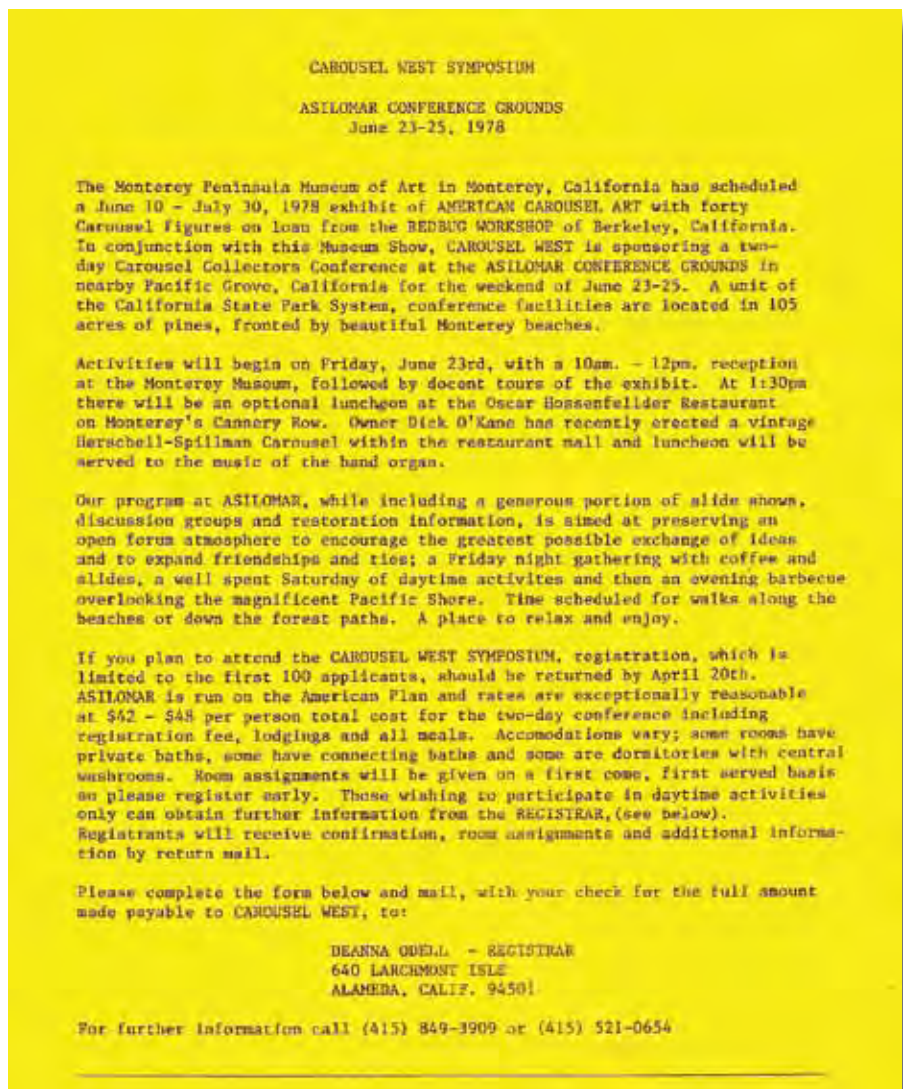 CAROUSEL WEST SYMPOSIUM
ASILOMAR CONFERENCE GROUNDS
June 23-25, 1978
The Monterey Peninsula Museum of Art in Monterey, California has scheduled
a June 10 - July 30, 1978 exhibit of AMERICAN CAROUSEL ART with forty
Carousel figures on loan from the REDBUG WORKSHOP of Berkeley, California.
In conjunction with this Museum Show, CAROUSEL WEST is sponsoring a two-
day Carousel Collectors Conference at the ASILOMAR CONFERENCE GROUNDS in
nearby Pacific Grove, California for the weekend of June 23-25. A unit of
the California State Park System, conference facilities are located in 105
acres of pines, fronted by beautiful Monterey beaches.
Activities will begin on Friday, June 23rd, with a 10am. - 12pm. reception
at the Monterey Museum, followed by docent tours of the exhibit. At 1:30pm
there will be an optional luncheon at the Oscar Hossenfellder Restaurant
on Monterey's Cannery Row. Owner Dick O'Kane has recently erected a vintage
Herschell-Spillman Carousel within the restaurant mall and luncheon will be
served to the music of the band organ.
Our program at ASILOMAR, while including a generous portion of slide shows,
discussion groups and restoration information, is aimed at preserving an
open forum atmosphere to encourage the greatest possible exchange of ideas
and to expand friendships and ties; a Friday night gathering with coffee and
slides, a well spent Saturday of daytime activites and then an evening barbecue
overlooking the magnificent Pacific Shore. Time scheduled for walks along the
beaches or down the forest paths. A place to relax and enjoy.
If you plan to attend the CAROUSEL WEST SYMPOSIUM, registration, which is
limited to the first 100 applicants, should be returned by April 20th.
ASILOMAR is run on the American Plan and rates are exceptionally reasonable
at $42 - $48 per person total cost for the two-day conference including
registration fee, lodgings and all meals. Accomodations vary; some rooms have
private baths, some have connecting baths and some are dormitories with central
washrooms. Room assignments will be given on a first come, first served basis
so please register early. Those wishing to participate in daytime activities
only can obtain further information from the REGISTRAR,(see below).
Registrants will receive confirmation, room assignments and additional informa-
tion by return mail.
Please complete the form below and mail, with your check for the full amount
made payable to CAROUSEL WEST, to:
DEANNA ODELL - REGISTRAR
640 LARCHMONT ISLE
ALAMEDA, CALIF. 94501
For further information call (415) 849-3909 or (415) 521-0654